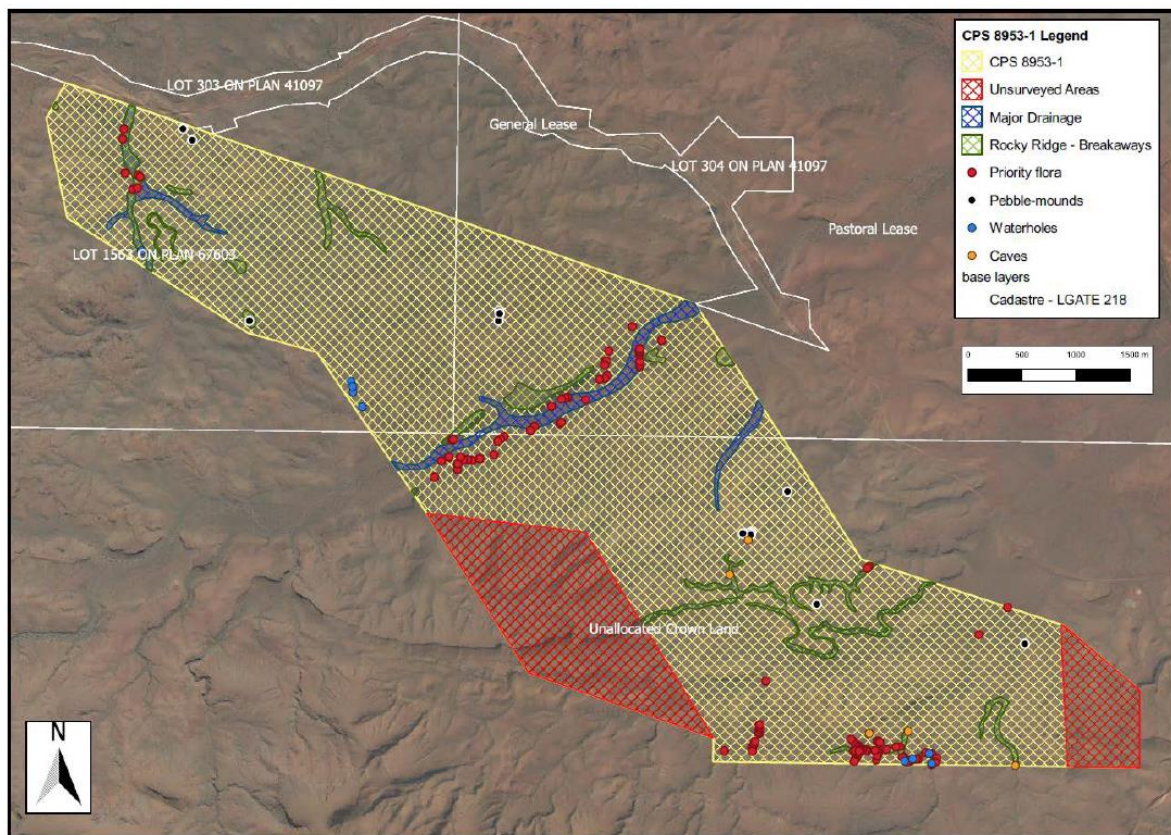 LOT 303 ON PLAN 41097
General Lease
LOT 304 ON PLAN 41097
Pastoral Lease
LOT 1563 ON PLAN 67603
Unallocated Crown Land
CPS 8953-1 Legend
CPS 8953-1
Unsurveyed Areas
Major Drainage
Rocky Ridge - Breakaways
Priority flora
Pebble-mounds
Waterholes
Caves
base layers
Cadastre - LGATE 218
0 500 1000 1500 m
N